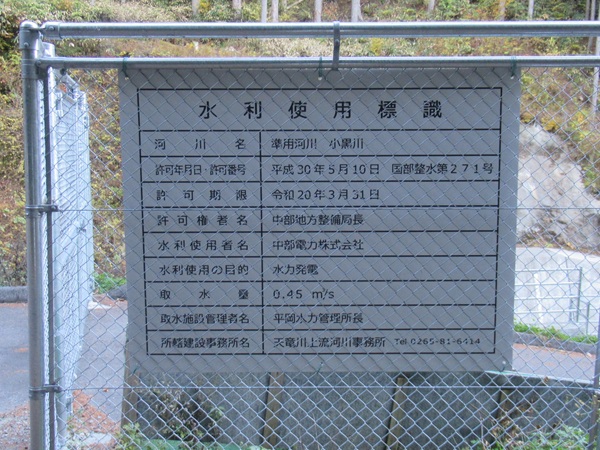 水利使用標識
河川名 準用河川 小黒川
許可年月日・許可番号 平成30年5月10日 国部整水第271号
許可期限 令和20年3月31日
許可権者名 中部地方整備局長
水利使用者名 中部電力株式会社
水利使用の目的 水力発電
取水量 0.45 m³/s
取水施設管理者名 平岡水力管理所長
所轄建設事務所名 天竜川上流河川事務所 Tel 0265-81-6414